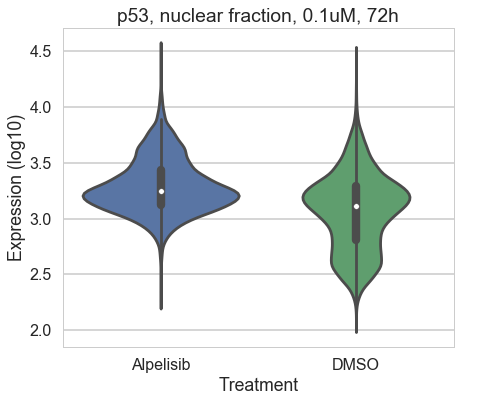 p53, nuclear fraction, 0.1uM, 72h
Expression (log10)
4.5
4.0
3.5
3.0
2.5
2.0
Alpelisib
DMSO
Treatment